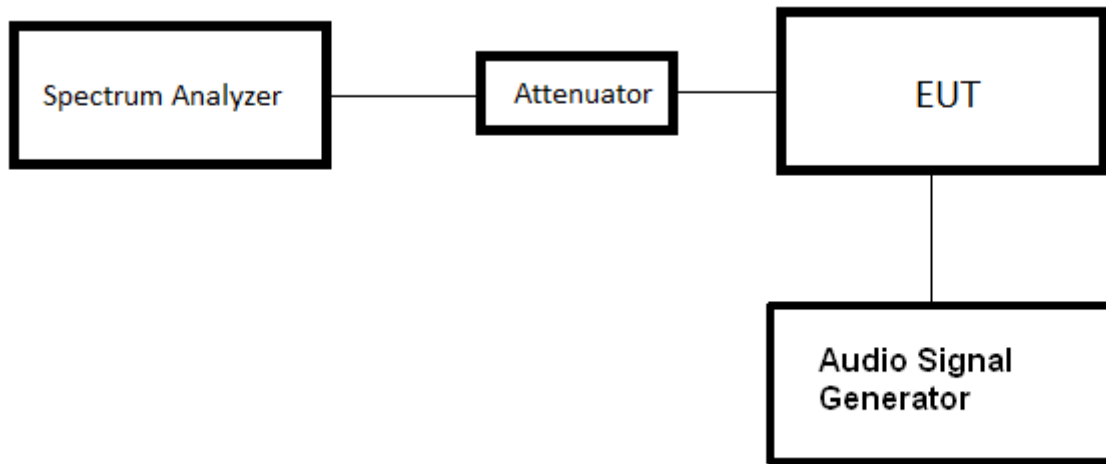 Spectrum Analyzer
Attenuator
EUT
Audio Signal
Generator